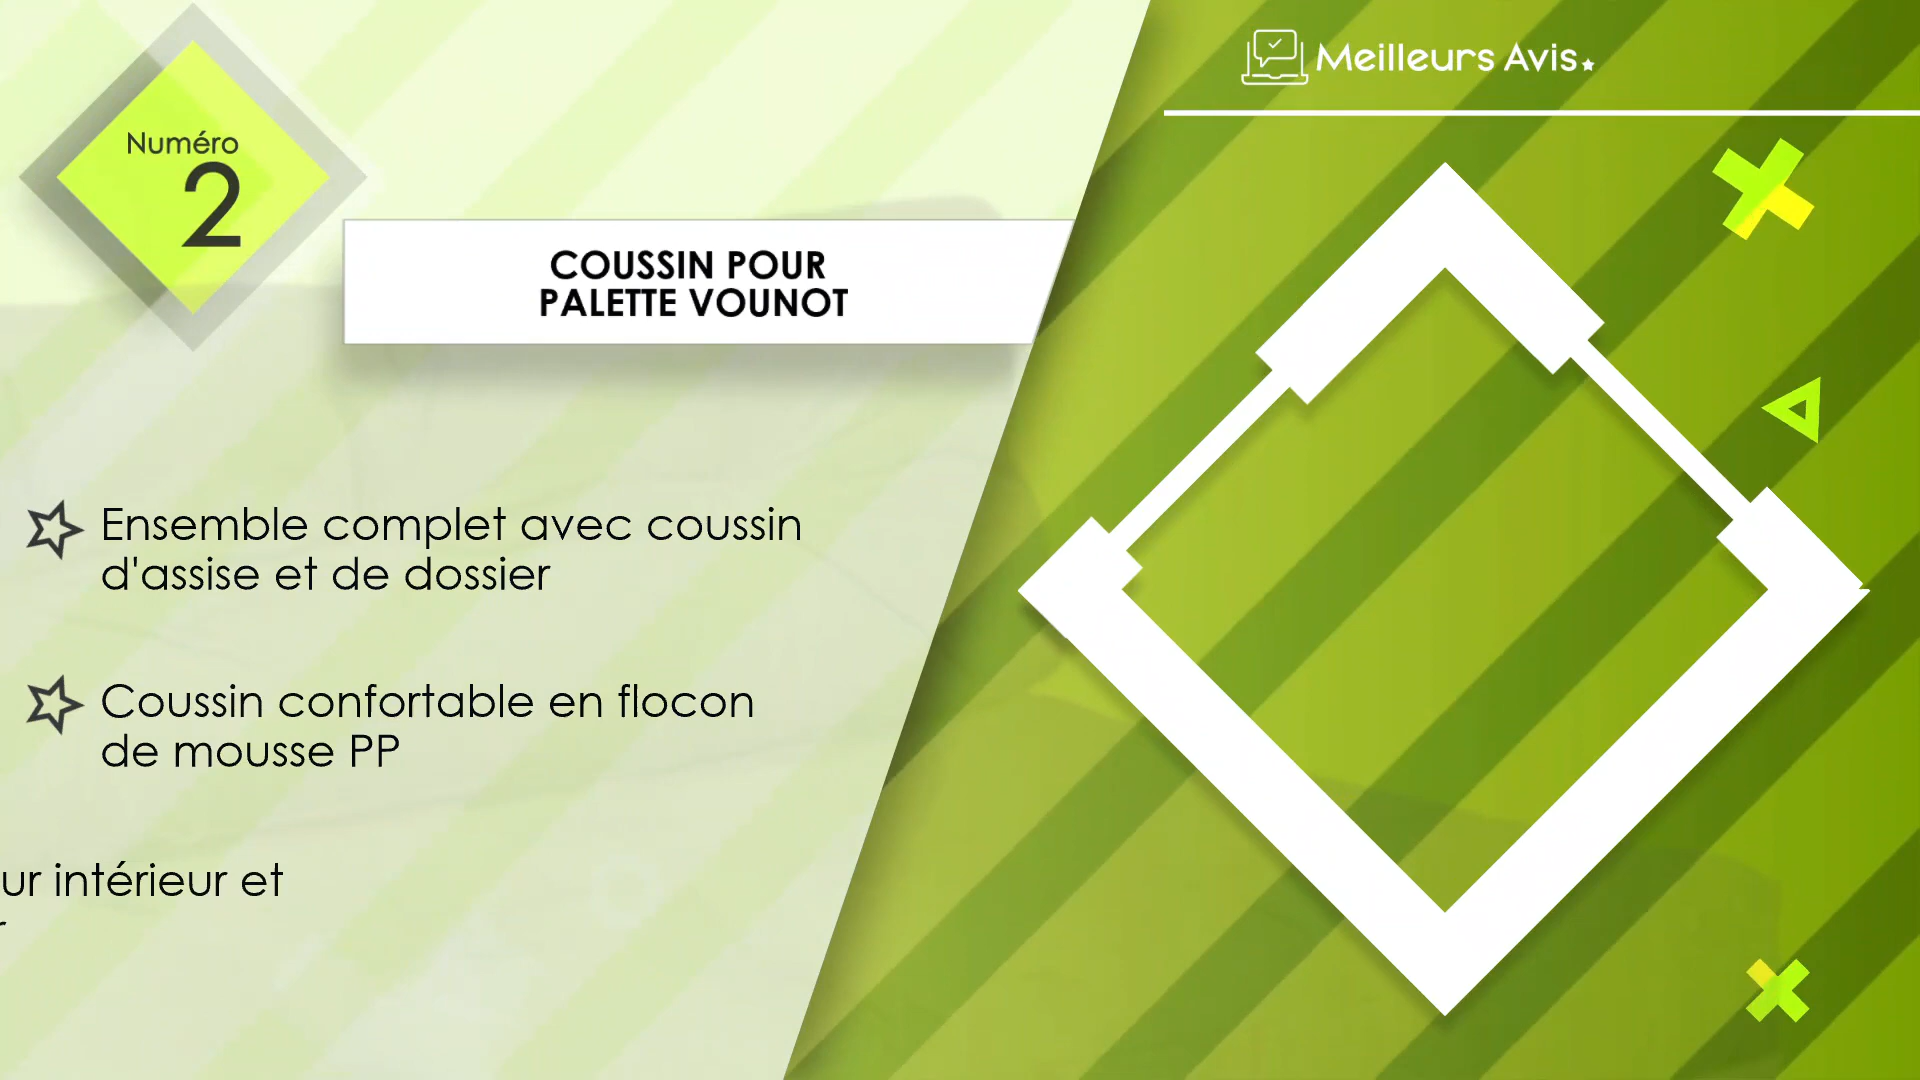 Numéro
2
Meilleurs Avis
COUSSIN POUR
PALETTE VOUNOT
Ensemble complet avec coussin
d'assise et de dossier
Coussin confortable en flocon
de mousse PP
intérieur et